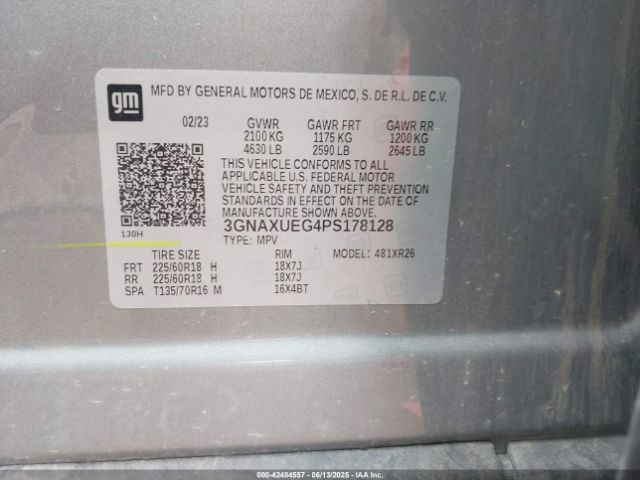 gm
MFD BY GENERAL MOTORS DE MEXICO, S. DE R.L. DE C.V.
02/23 GVWR GAWR FRT GAWR RR
2100 KG 1175 KG 1200 KG
4630 LB 2590 LB 2645 LB
THIS VEHICLE CONFORMS TO ALL
APPLICABLE U.S. FEDERAL MOTOR
VEHICLE SAFETY AND THEFT PREVENTION
STANDARDS IN EFFECT ON THE DATE OF
MANUFACTURE SHOWN ABOVE.
130H
3GNAXUEG4PS178128
TYPE: MPV MODEL: 481XR26
TIRE SIZE RIM
FRT 225/60R18 H 18X7J
RR 225/60R18 H 18X7J
SPA T135/70R16 M 16X4BT
000-42484557 - 06/13/2025 - IAAI.COM